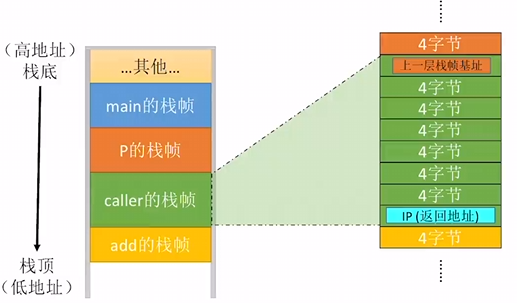 （高地址）
栈底
栈顶
（低地址）
…其他…
main的栈帧
P的栈帧
caller的栈帧
add的栈帧
4字节
上一层栈帧基址
4字节
4字节
4字节
4字节
4字节
4字节
IP (返回地址)
4字节